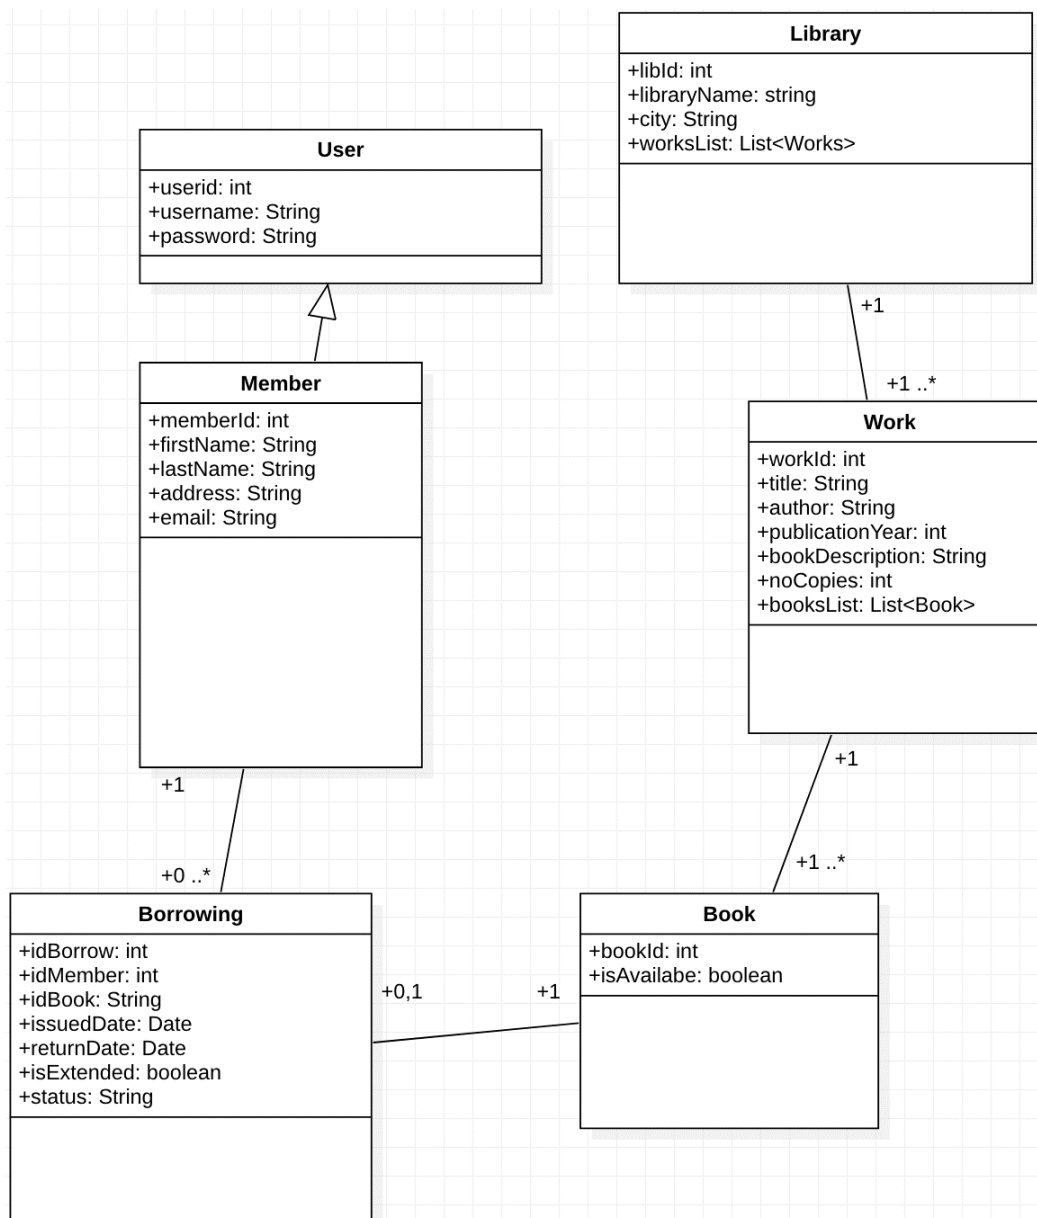 Library
+libId: int
+libraryName: string
+city: String
+worksList: List<Works>
User
+userid: int
+username: String
+password: String
+1
+1 ..*
Member
+memberId: int
+firstName: String
+lastName: String
+address: String
+email: String
Work
+workId: int
+title: String
+author: String
+publicationYear: int
+bookDescription: String
+noCopies: int
+booksList: List<Book>
+1
+0 ..*
+1
+1 ..*
Borrowing
+idBorrow: int
+idMember: int
+idBook: String
+issuedDate: Date
+returnDate: Date
+isExtended: boolean
+status: String
+0,1
+1
Book
+bookId: int
+isAvailabe: boolean